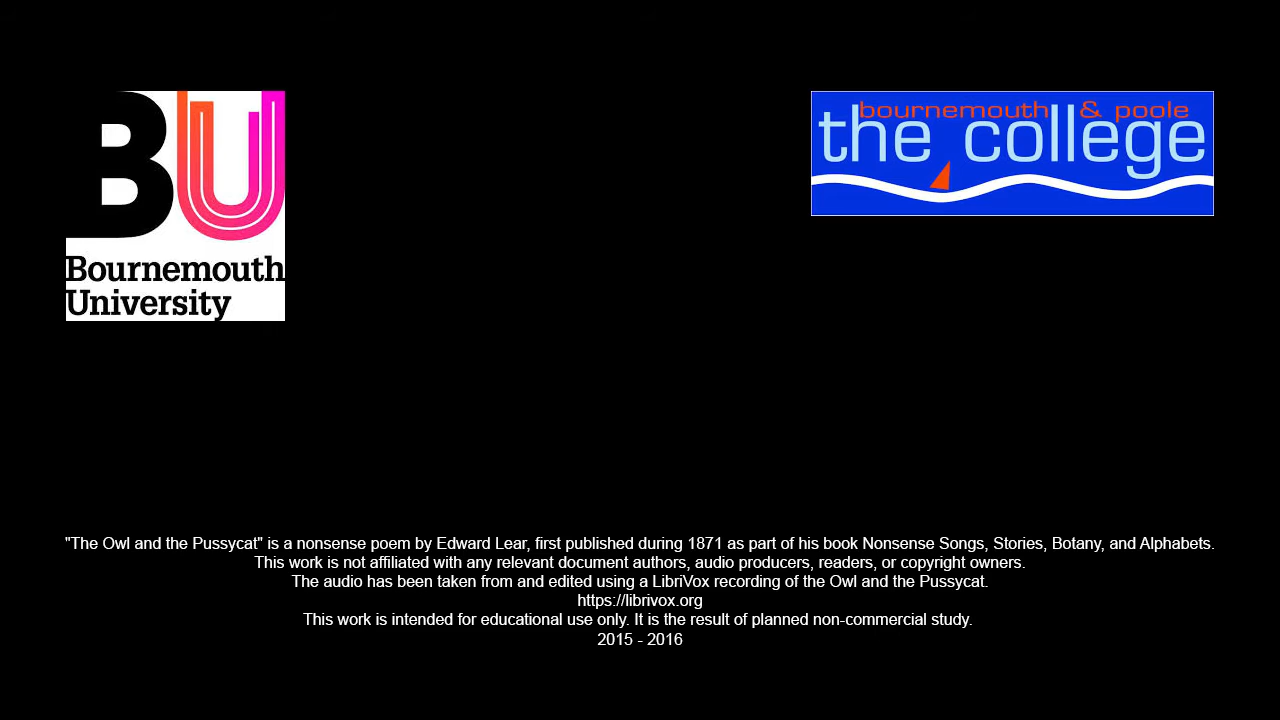 BU
Bournemouth
University
bournemouth & poole
the college
"The Owl and the Pussycat" is a nonsense poem by Edward Lear, first published during 1871 as part of his book Nonsense Songs, Stories, Botany, and Alphabets.
This work is not affiliated with any relevant document authors, audio producers, readers, or copyright owners.
The audio has been taken from and edited using a LibriVox recording of the Owl and the Pussycat.
https://librivox.org
This work is intended for educational use only. It is the result of planned non-commercial study.
2015 - 2016